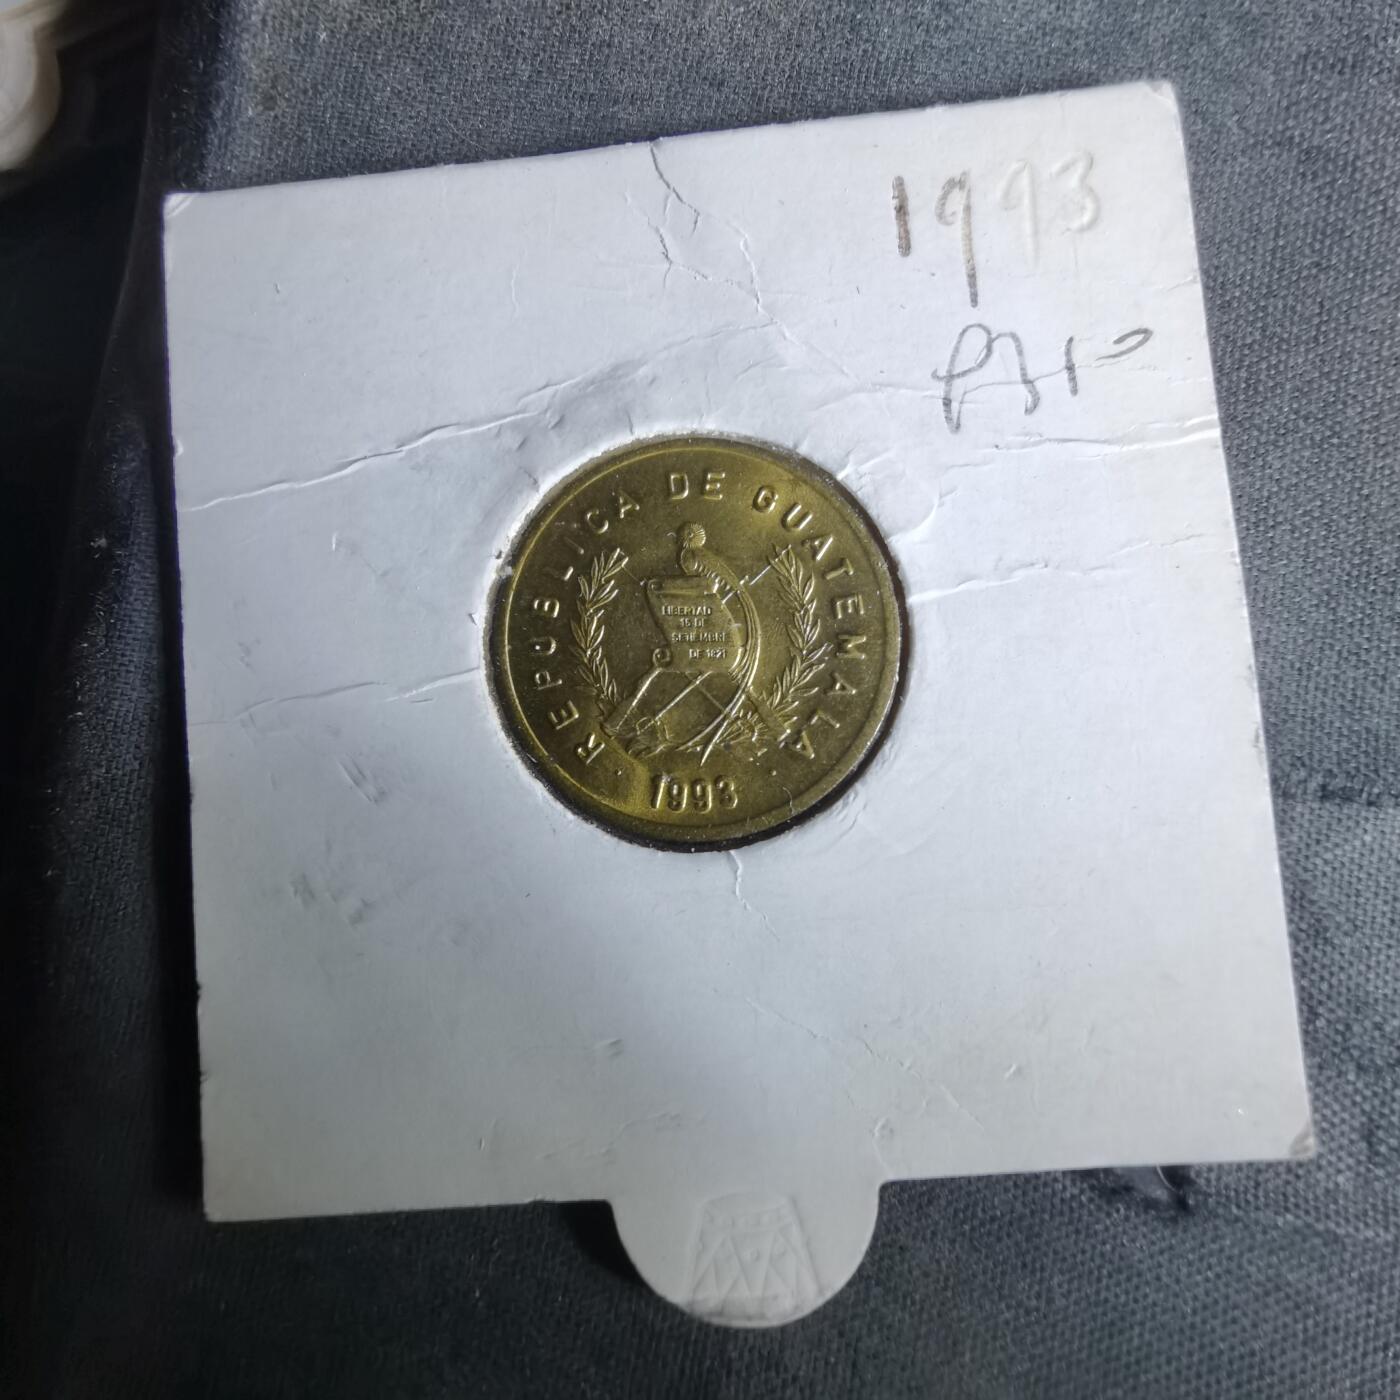 1993
REPUBLICA DE GUATEMALA
LIBERTAD
15 DE
SETIEMBRE
DE 1821
1993